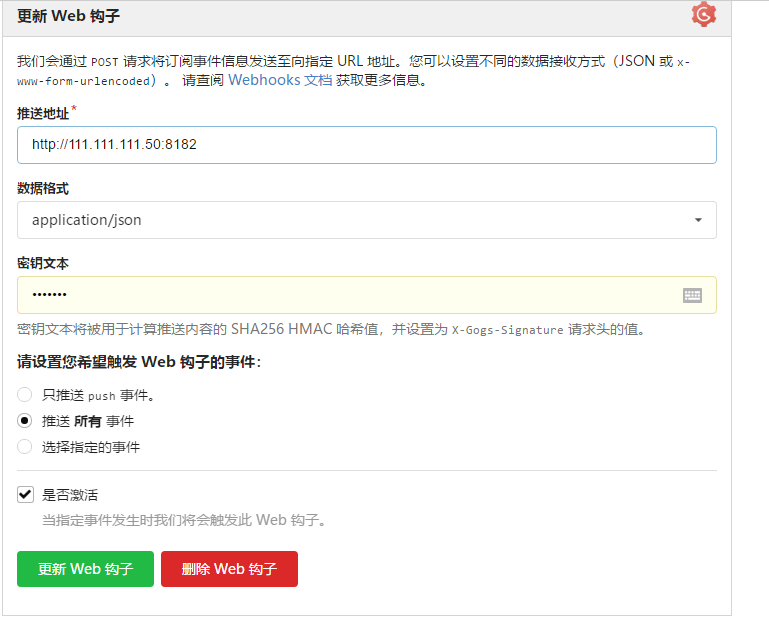 更新 Web 钩子
我们会通过 POST 请求将订阅事件信息发送至向指定 URL 地址。您可以设置不同的数据接收方式（JSON 或 x-
www-form-urlencoded）。 请查阅 Webhooks 文档 获取更多信息。
推送地址*
http://111.111.111.50:8182
数据格式
application/json
密钥文本
•••••••
密钥文本将被用于计算推送内容的 SHA256 HMAC 哈希值，并设置为 X-Gogs-Signature 请求头的值。
请设置您希望触发 Web 钩子的事件：
只推送 push 事件。
推送 所有 事件
选择指定的事件
是否激活
当指定事件发生时我们将会触发此 Web 钩子。
更新 Web 钩子 删除 Web 钩子